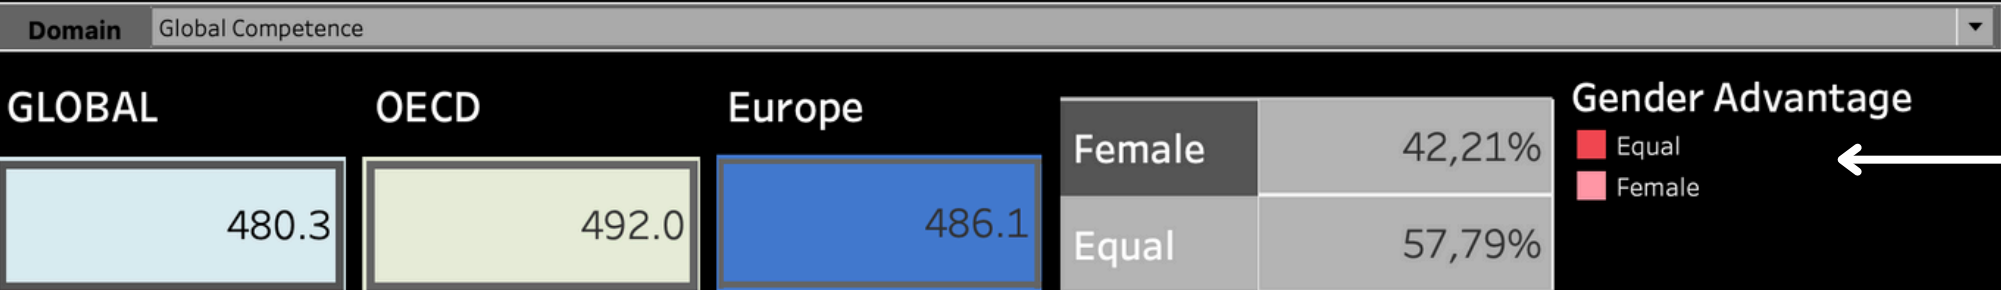 Domain Global Competence
GLOBAL
480.3
OECD
492.0
Europe
486.1
Female 42,21%
Equal 57,79%
Gender Advantage
Equal
Female